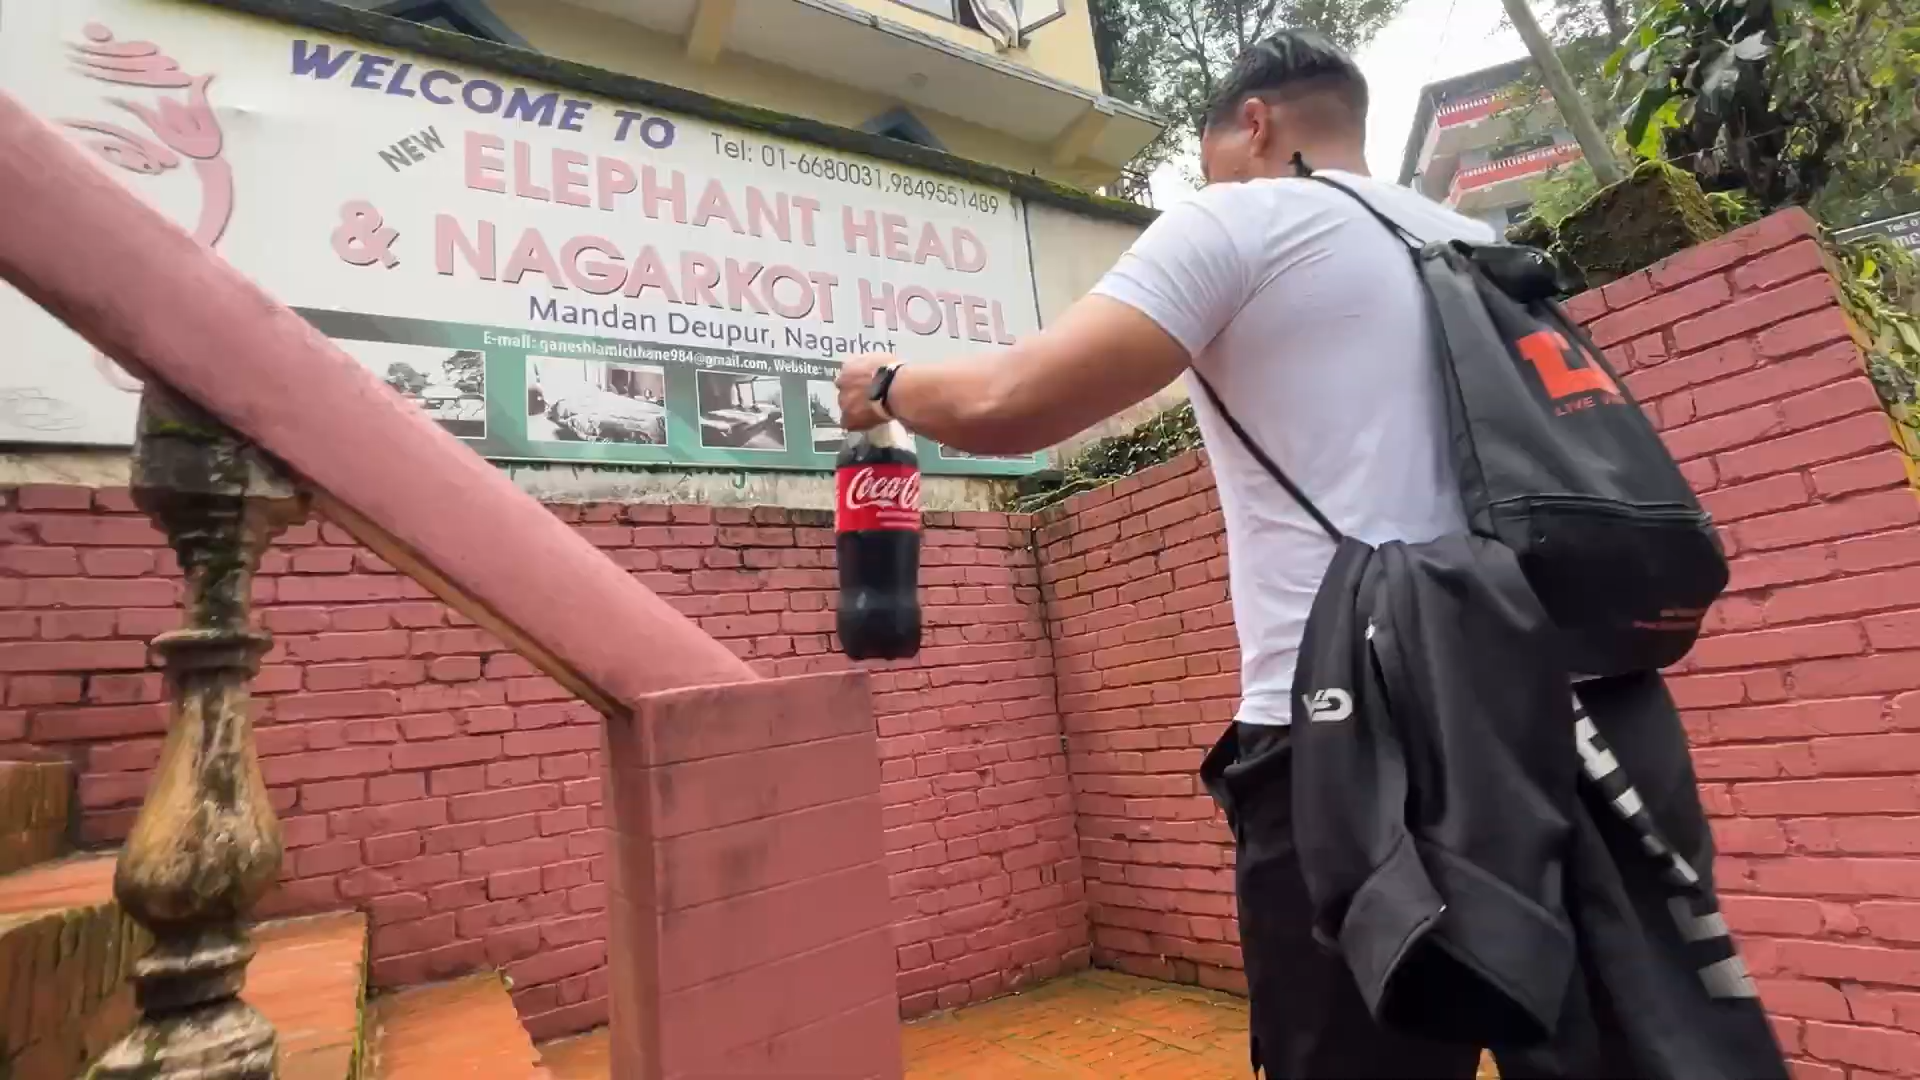 WELCOME TO
NEW
Tel: 01-6680031,9849551489
ELEPHANT HEAD
& NAGARKOT HOTEL
Mandan Deupur, Nagarkot
E-mail: ganeshlamichhane984@gmail.com, Website:
Coca-C
LIVE